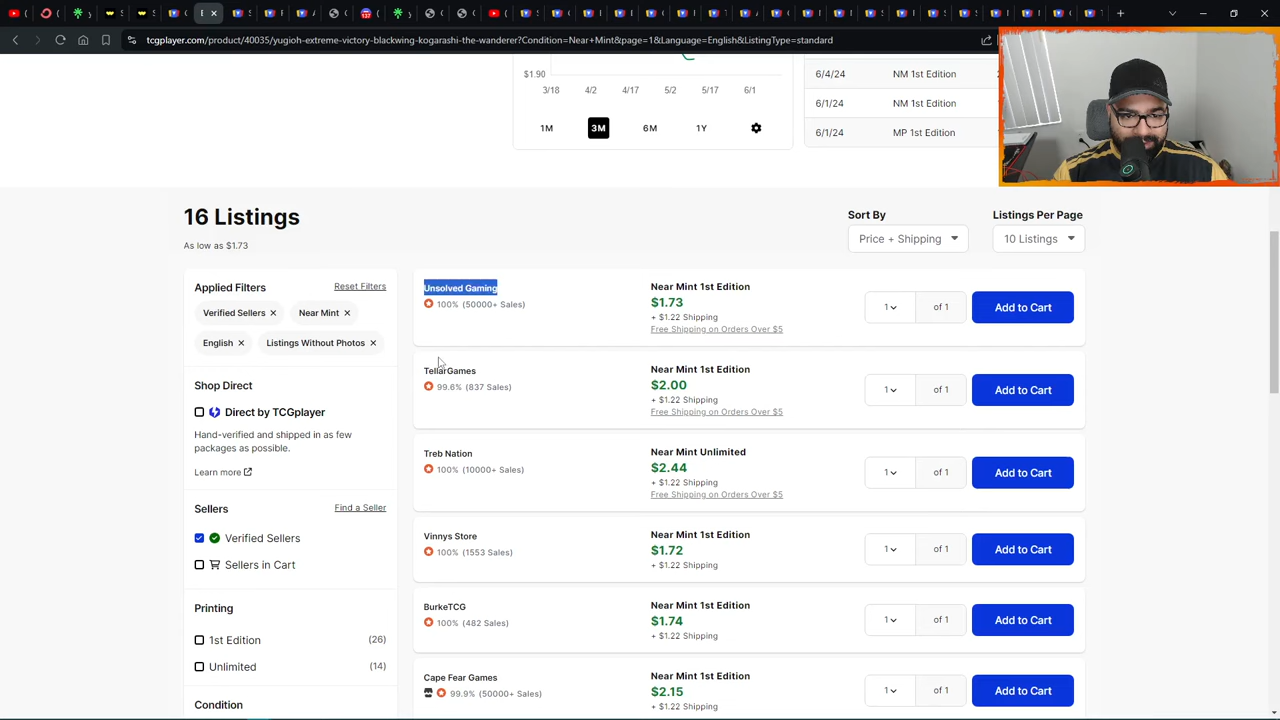 tcgplayer.com/product/40035/yugioh-extreme-victory-blackwing-kogarashi-the-wanderer?Condition=Near+Mint&page=1&Language=English&ListingType=standard
$1.90
3/18 4/2 4/17 5/2 5/17 6/1
1M 3M 6M 1Y
6/4/24 NM 1st Edition
6/1/24 NM 1st Edition
6/1/24 MP 1st Edition
16 Listings
As low as $1.73
Sort By
Price + Shipping
Listings Per Page
10 Listings
Applied Filters Reset Filters
Verified Sellers Near Mint
English Listings Without Photos
Shop Direct
Direct by TCGplayer
Hand-verified and shipped in as few
packages as possible.
Learn more
Sellers Find a Seller
Verified Sellers
Sellers in Cart
Printing
1st Edition (26)
Unlimited (14)
Condition
Unsolved Gaming
100% (50000+ Sales)
Near Mint 1st Edition
$1.73
+ $1.22 Shipping
Free Shipping on Orders Over $5
1 of 1 Add to Cart
TellarGames
99.6% (837 Sales)
Near Mint 1st Edition
$2.00
+ $1.22 Shipping
Free Shipping on Orders Over $5
1 of 1 Add to Cart
Treb Nation
100% (10000+ Sales)
Near Mint Unlimited
$2.44
+ $1.22 Shipping
Free Shipping on Orders Over $5
1 of 1 Add to Cart
Vinnys Store
100% (1553 Sales)
Near Mint 1st Edition
$1.72
+ $1.22 Shipping
1 of 1 Add to Cart
BurkeTCG
100% (482 Sales)
Near Mint 1st Edition
$1.74
+ $1.22 Shipping
1 of 1 Add to Cart
Cape Fear Games
99.9% (50000+ Sales)
Near Mint 1st Edition
$2.15
+ $1.22 Shipping
1 of 1 Add to Cart